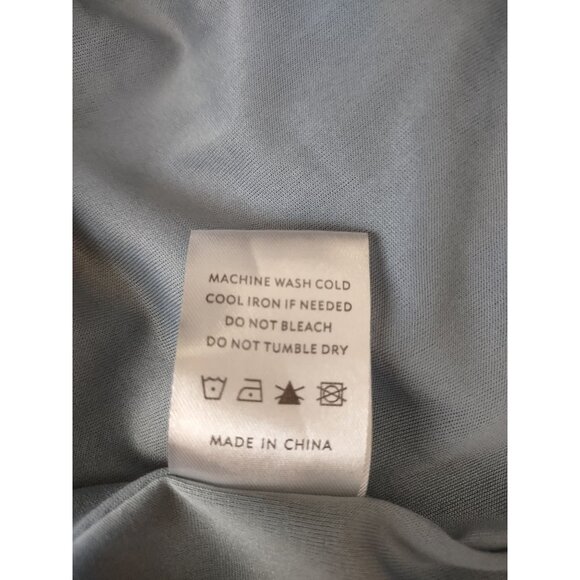 MACHINE WASH COLD
COOL IRON IF NEEDED
DO NOT BLEACH
DO NOT TUMBLE DRY
MADE IN CHINA